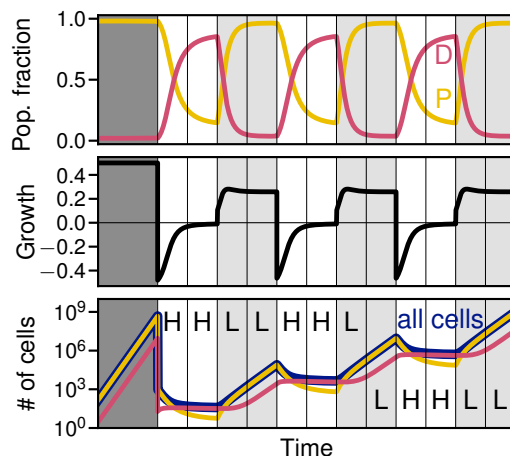 Pop. fraction
1.0
0.5
0.0
D
P
Growth
0.4
0.2
0.0
−0.2
−0.4
# of cells
10⁹
10⁶
10³
10⁰
H H L L H H L
all cells
L H H L L
Time